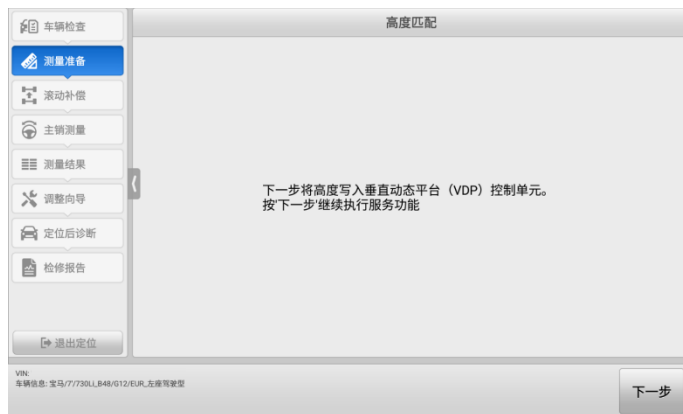 车辆检查
测量准备
滚动补偿
主销测量
测量结果
调整向导
定位后诊断
检修报告
退出定位
高度匹配
下一步将高度写入垂直动态平台（VDP）控制单元。
按'下一步'继续执行服务功能
VIN:
车辆信息: 宝马/7'/730Li_B48/G12/EUR_左座驾驶型
下一步